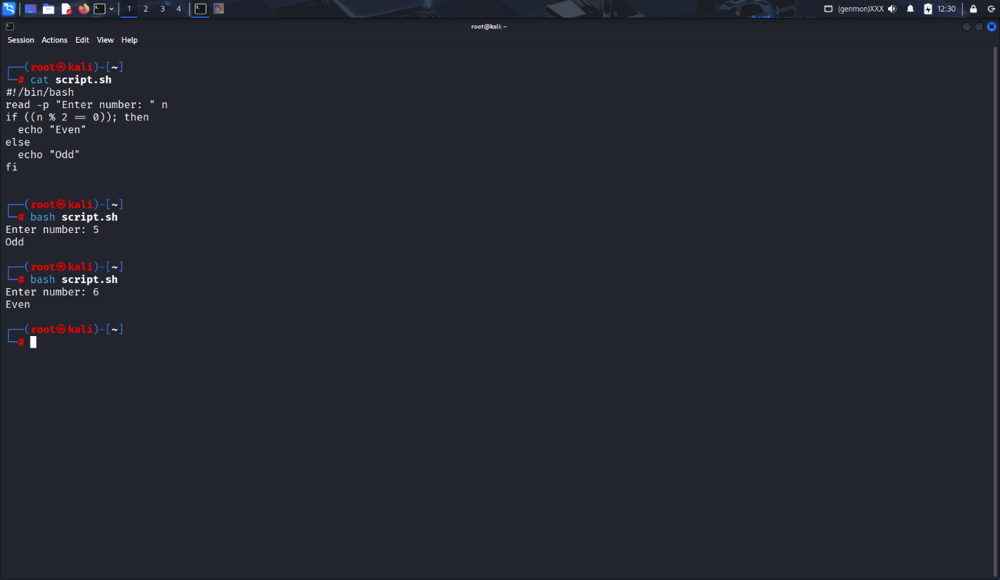 1 2 3 4 (genmon)XXX 12:30
root@kali: ~
Session Actions Edit View Help
┌──(root㉿kali)-[~]
└─# cat script.sh
#!/bin/bash
read -p "Enter number: " n
if ((n % 2 == 0)); then
  echo "Even"
else
  echo "Odd"
fi
┌──(root㉿kali)-[~]
└─# bash script.sh
Enter number: 5
Odd
┌──(root㉿kali)-[~]
└─# bash script.sh
Enter number: 6
Even
┌──(root㉿kali)-[~]
└─#